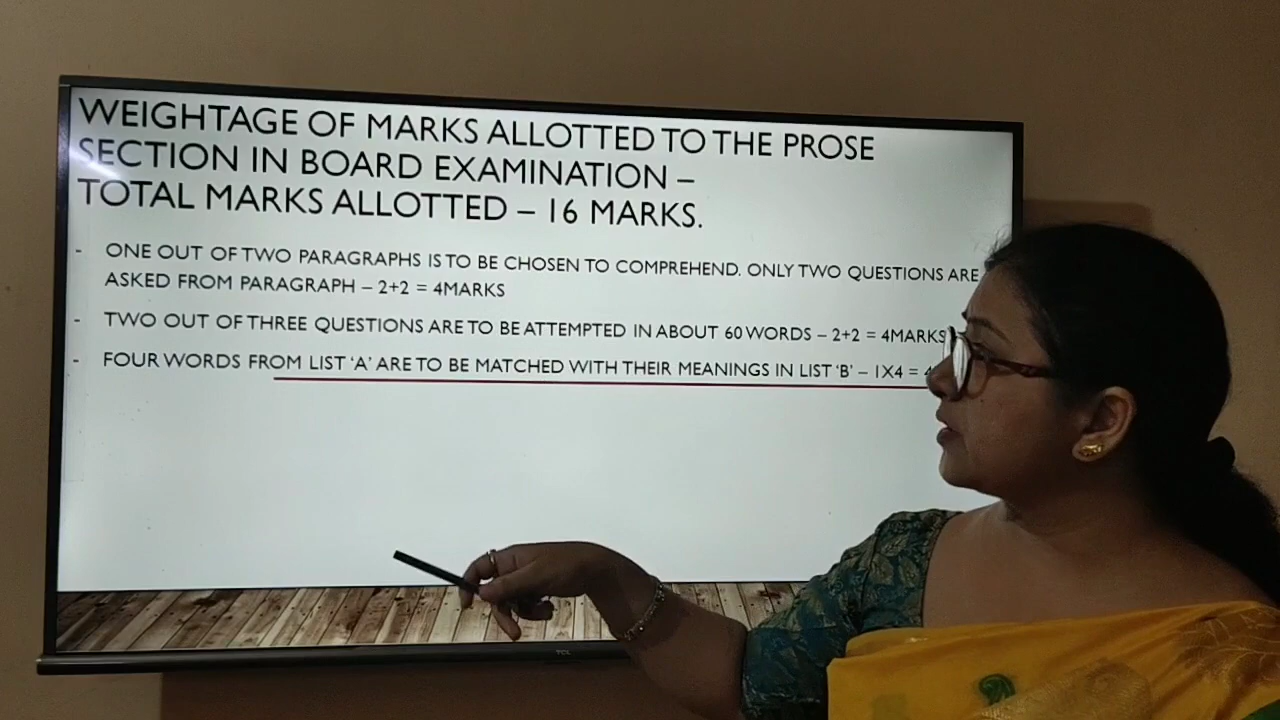 WEIGHTAGE OF MARKS ALLOTTED TO THE PROSE
SECTION IN BOARD EXAMINATION –
TOTAL MARKS ALLOTTED – 16 MARKS.
- ONE OUT OF TWO PARAGRAPHS IS TO BE CHOSEN TO COMPREHEND. ONLY TWO QUESTIONS ARE
ASKED FROM PARAGRAPH – 2+2 = 4MARKS
- TWO OUT OF THREE QUESTIONS ARE TO BE ATTEMPTED IN ABOUT 60 WORDS – 2+2 = 4MARKS
- FOUR WORDS FROM LIST ‘A’ ARE TO BE MATCHED WITH THEIR MEANINGS IN LIST ‘B’ – 1X4 = 4
TCL